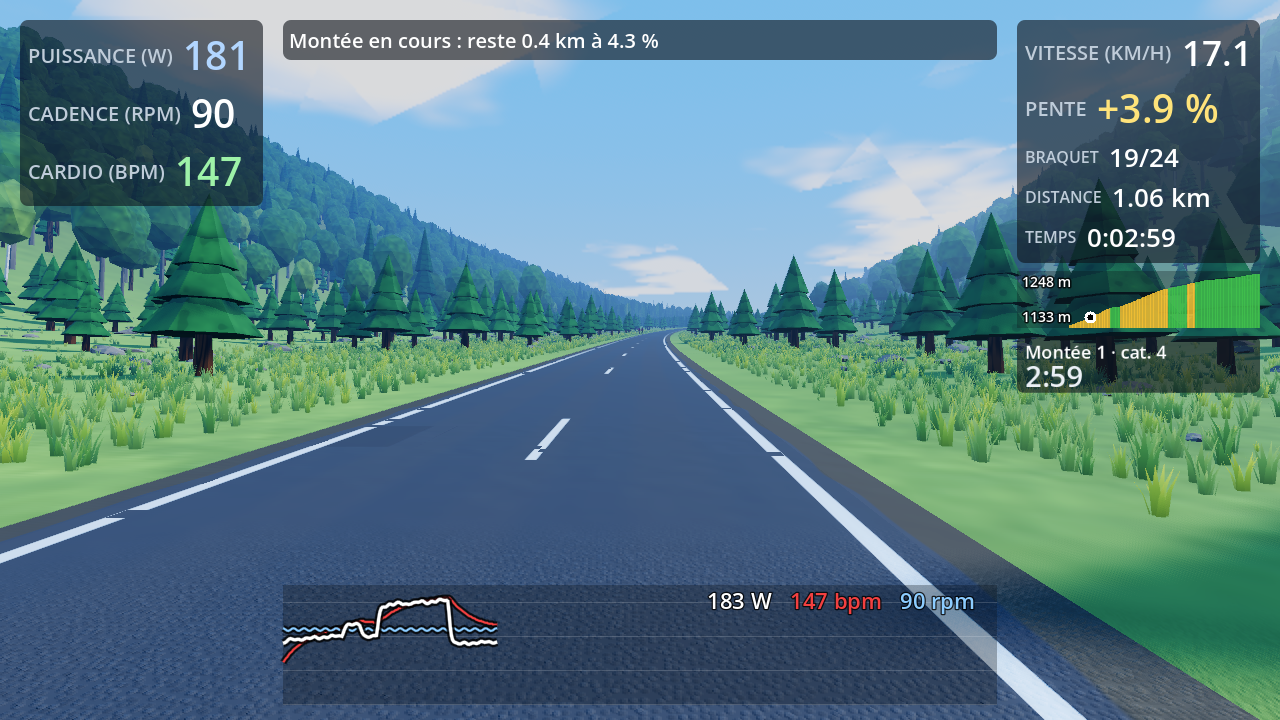 PUISSANCE (W) 181
CADENCE (RPM) 90
CARDIO (BPM) 147
Montée en cours : reste 0.4 km à 4.3 %
VITESSE (KM/H) 17.1
PENTE +3.9 %
BRAQUET 19/24
DISTANCE 1.06 km
TEMPS 0:02:59
1248 m
1133 m
Montée 1 · cat. 4
2:59
183 W 147 bpm 90 rpm